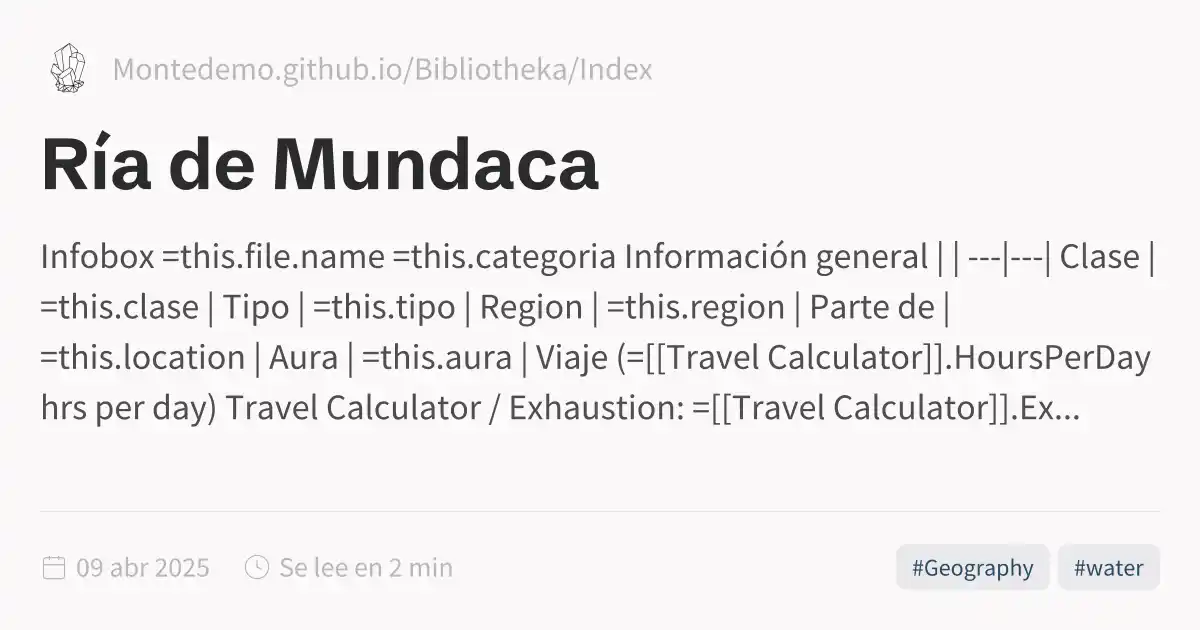 Montedemo.github.io/Bibliotheka/Index
Ría de Mundaca
Infobox =this.file.name =this.categoria Información general | | ---|---| Clase |
=this.clase | Tipo | =this.tipo | Region | =this.region | Parte de |
=this.location | Aura | =this.aura | Viaje (=[[Travel Calculator]].HoursPerDay
hrs per day) Travel Calculator / Exhaustion: =[[Travel Calculator]].Ex...
09 abr 2025 Se lee en 2 min #Geography #water